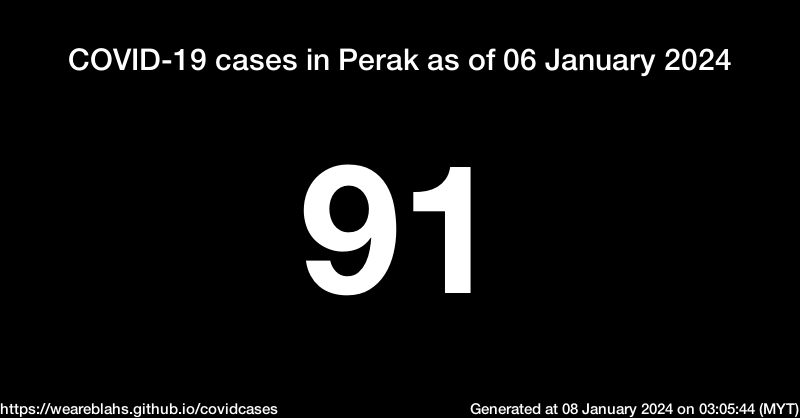 COVID-19 cases in Perak as of 06 January 2024
91
https://weareblahs.github.io/covidcases
Generated at 08 January 2024 on 03:05:44 (MYT)